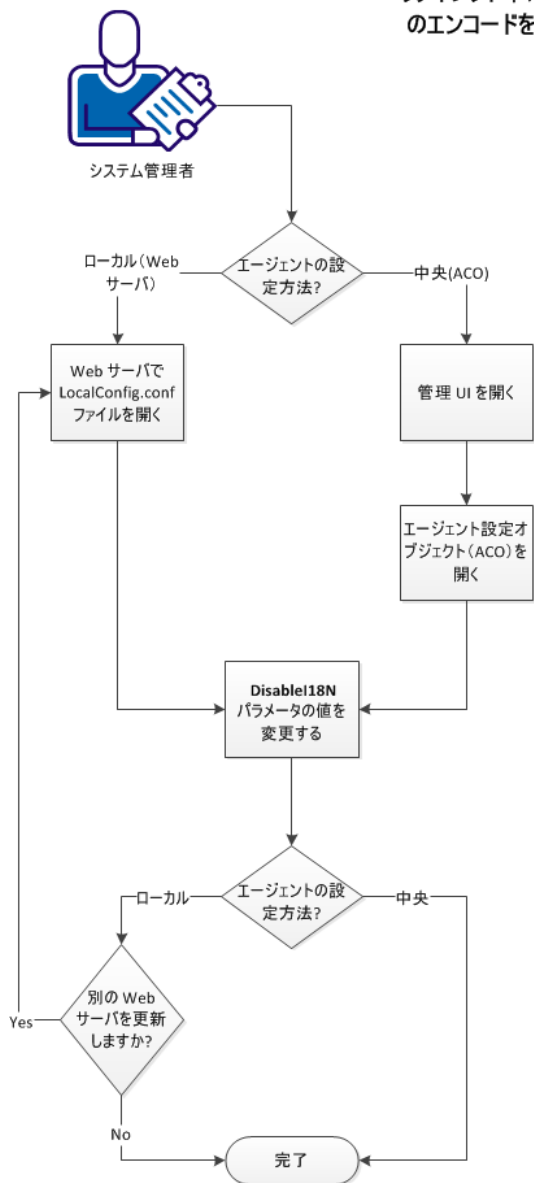 のエンコードを
システム管理者
エージェントの設
定方法?
ローカル(Web
サーバ)
中央(ACO)
Web サーバで
LocalConfig.conf
ファイルを開く
管理 UI を開く
エージェント設定オ
ブジェクト(ACO)を
開く
DisableI18N
パラメータの値を
変更する
エージェントの設
定方法?
ローカル
中央
別の Web
サーバを更新
しますか?
Yes
No
完了